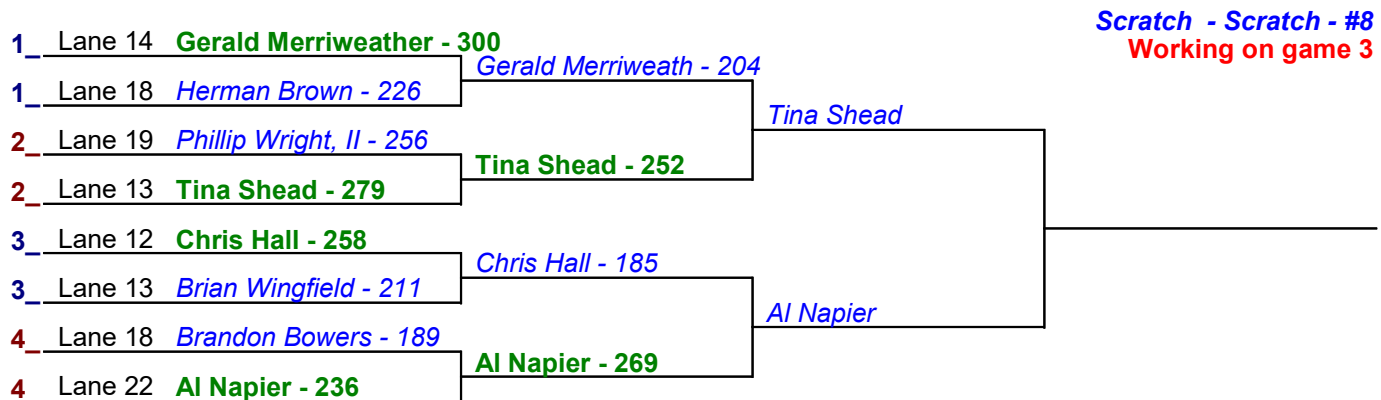 Scratch - Scratch - #8
Working on game 3
1_ Lane 14 Gerald Merriweather - 300
Gerald Merriweath - 204
1_ Lane 18 Herman Brown - 226
Tina Shead
2_ Lane 19 Phillip Wright, II - 256
Tina Shead - 252
2_ Lane 13 Tina Shead - 279
3_ Lane 12 Chris Hall - 258
Chris Hall - 185
3_ Lane 13 Brian Wingfield - 211
Al Napier
4_ Lane 18 Brandon Bowers - 189
Al Napier - 269
4 Lane 22 Al Napier - 236